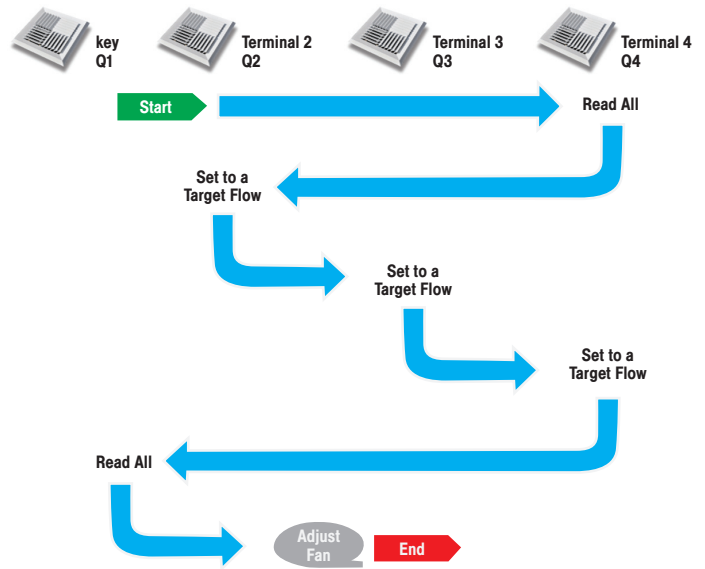 key
Q1
Terminal 2
Q2
Terminal 3
Q3
Terminal 4
Q4
Start
Read All
Set to a
Target Flow
Set to a
Target Flow
Set to a
Target Flow
Read All
Adjust
Fan
End